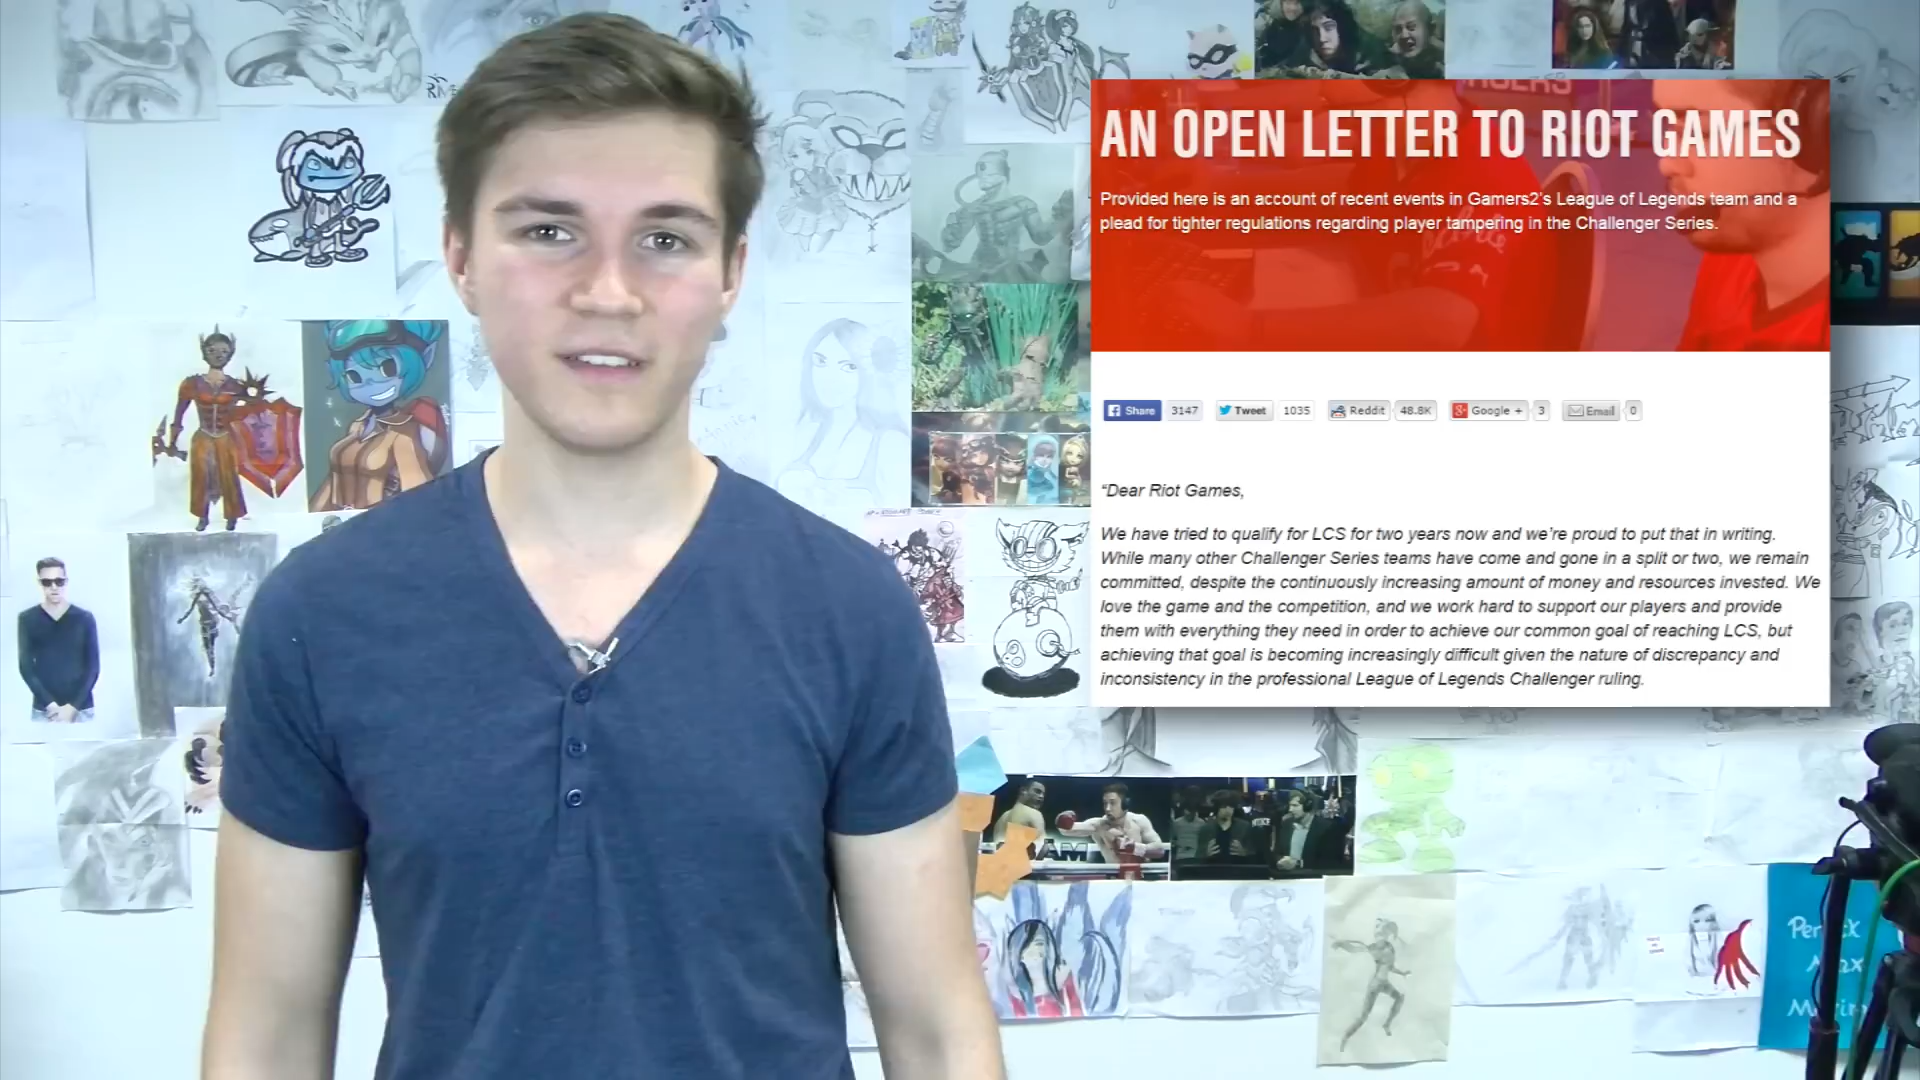 AN OPEN LETTER TO RIOT GAMES
Provided here is an account of recent events in Gamers2's League of Legends team and a
plead for tighter regulations regarding player tampering in the Challenger Series.
Share 3147 Tweet 1035 Reddit 48.8K Google + 3 Email 0
“Dear Riot Games,
We have tried to qualify for LCS for two years now and we're proud to put that in writing.
While many other Challenger Series teams have come and gone in a split or two, we remain
committed, despite the continuously increasing amount of money and resources invested. We
love the game and the competition, and we work hard to support our players and provide
them with everything they need in order to achieve our common goal of reaching LCS, but
achieving that goal is becoming increasingly difficult given the nature of discrepancy and
inconsistency in the professional League of Legends Challenger ruling.